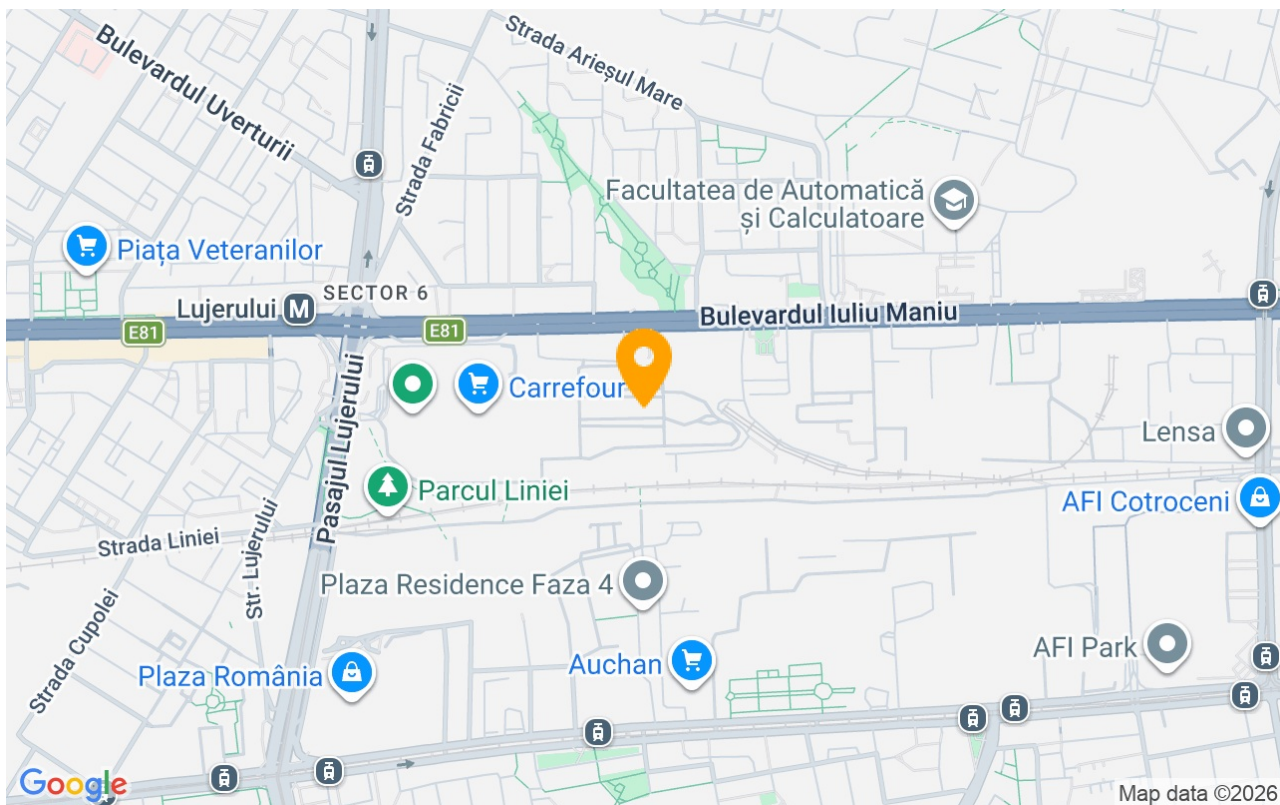 Strada Arieșul Mare
Bulevardul Uverturii
Strada Fabricii
Facultatea de Automatică
și Calculatoare
Piața Veteranilor
Lujerului M
SECTOR 6
E81
E81
Bulevardul Iuliu Maniu
Pasajul Lujerului
Carrefour
Lensa
Parcul Liniei
AFI Cotroceni
Strada Liniei
Str. Lujerului
Plaza Residence Faza 4
Strada Cupolei
AFI Park
Auchan
Plaza România
Google
Map data ©2026